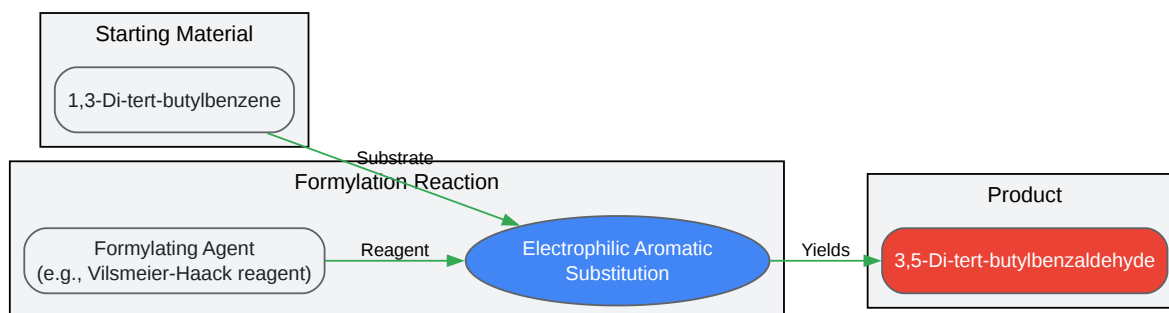 Starting Material
1,3-Di-tert-butylbenzene
Substrate
Formylation Reaction
Formylating Agent
(e.g., Vilsmeier-Haack reagent)
Reagent
Electrophilic Aromatic
Substitution
Yields
Product
3,5-Di-tert-butylbenzaldehyde